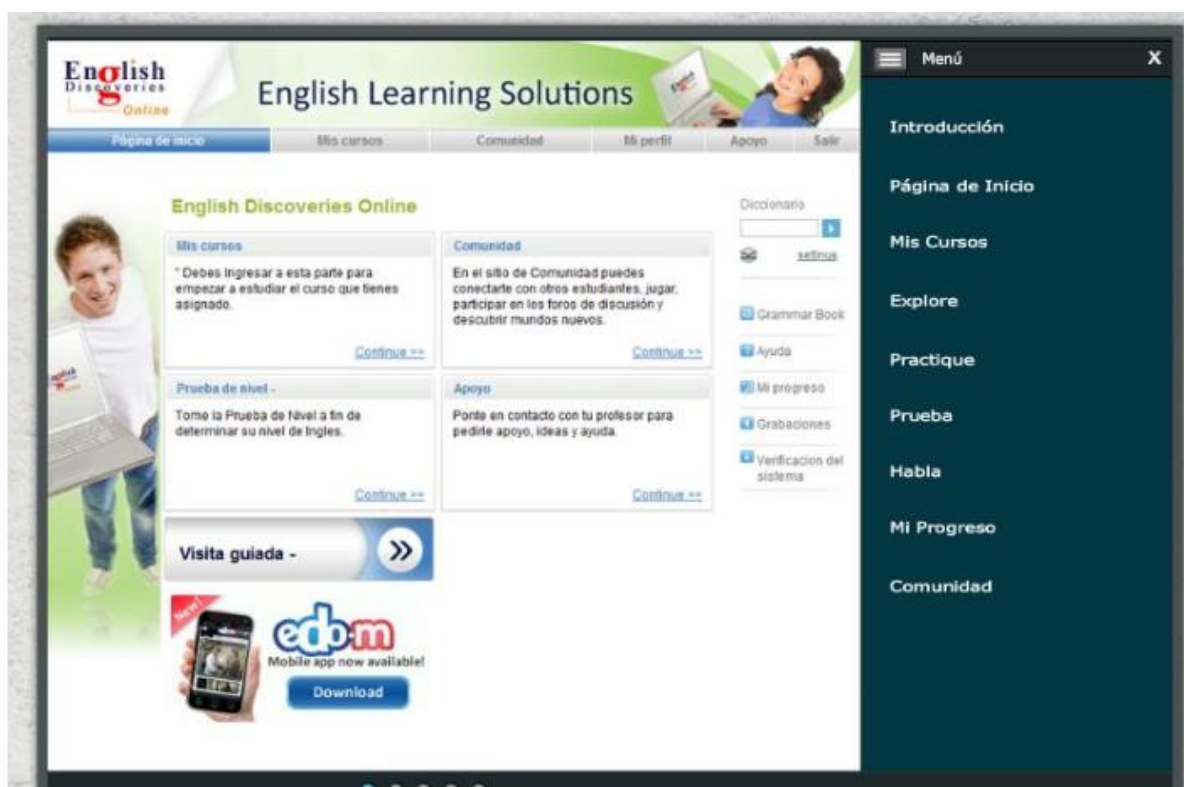 English
Discoveries
Online
English Learning Solutions
Página de inicio
Mis cursos
Comunidad
Mi perfil
Apoyo
Salir
English Discoveries Online
Mis cursos
" Debes Ingresar a esta parte para
empezar a estudiar el curso que tienes
asignado.
Continue >>
Comunidad
En el sitio de Comunidad puedes
conectarte con otros estudiantes, jugar,
participar en los foros de discusión y
descubrir mundos nuevos.
Continue >>
Prueba de nivel -
Tome la Prueba de Nivel a fin de
determinar su nivel de Ingles.
Continue >>
Apoyo
Ponte en contacto con tu profesor para
pedirle apoyo, ideas y ayuda.
Continue >>
Visita guiada -
New!
edo-m
Mobile app now available!
Download
Diccionario
Grammar Book
Ayuda
Mi progreso
Grabaciones
Verificacion del
sistema
Menú
X
Introducción
Página de Inicio
Mis Cursos
Explore
Practique
Prueba
Habla
Mi Progreso
Comunidad